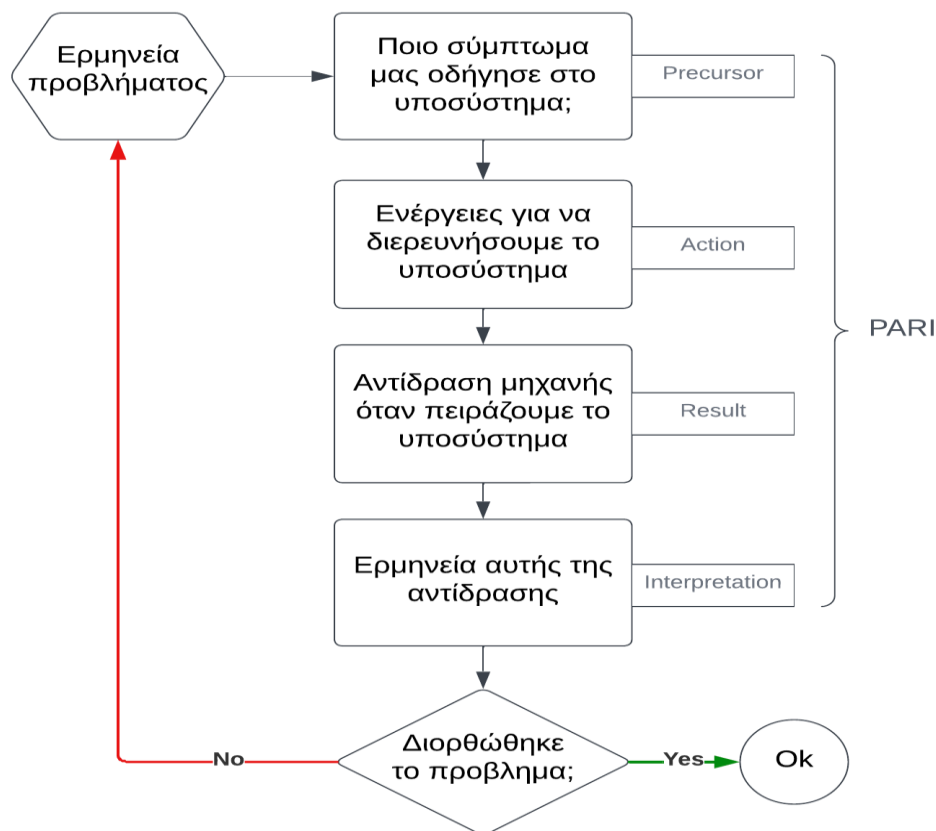 Ερμηνεία
προβλήματος
Ποιο σύμπτωμα
μας οδήγησε στο
υποσύστημα;
Precursor
Ενέργειες για να
διερευνήσουμε το
υποσύστημα
Action
PARI
Αντίδραση μηχανής
όταν πειράζουμε το
υποσύστημα
Result
Ερμηνεία αυτής της
αντίδρασης
Interpretation
Διορθώθηκε
το προβλημα;
No
Yes
Ok